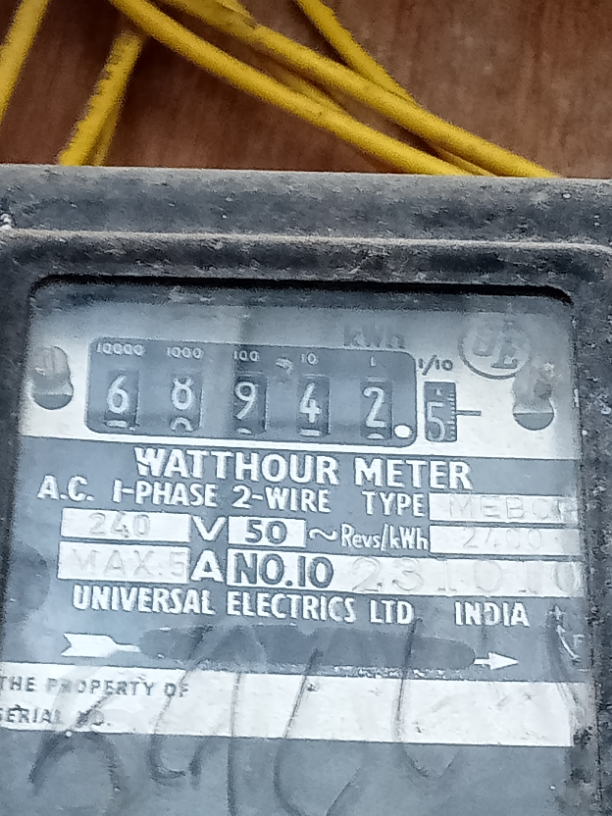 kWh
10000 1000 100 10 1 1/10
6 8 9 4 2 . 5
UE
WATTHOUR METER
A.C. 1-PHASE 2-WIRE TYPE
240 V 50 ~ Revs/kWh 2400
MAX.5 A NO.10
UNIVERSAL ELECTRICS LTD INDIA
THE PROPERTY OF
SERIAL NO.